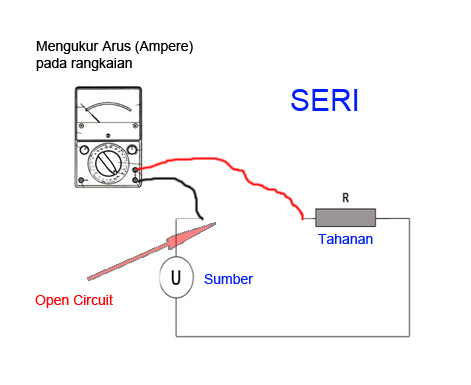 Mengukur Arus (Ampere)
pada rangkaian
SERI
R
Tahanan
U
Sumber
Open Circuit